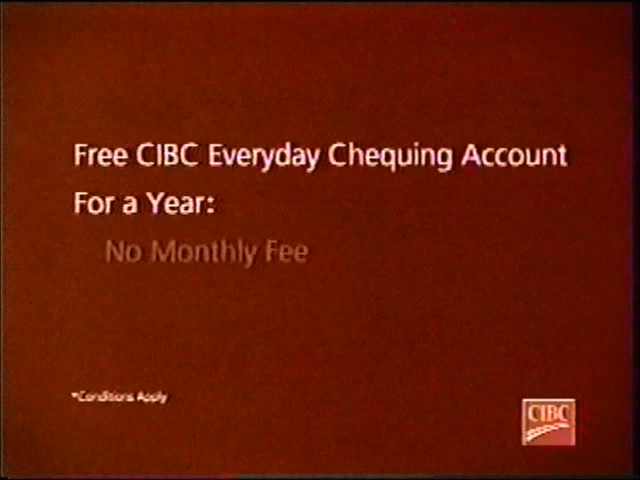 Free CIBC Everyday Chequing Account
For a Year:
No Monthly Fee
*Conditions Apply
CIBC